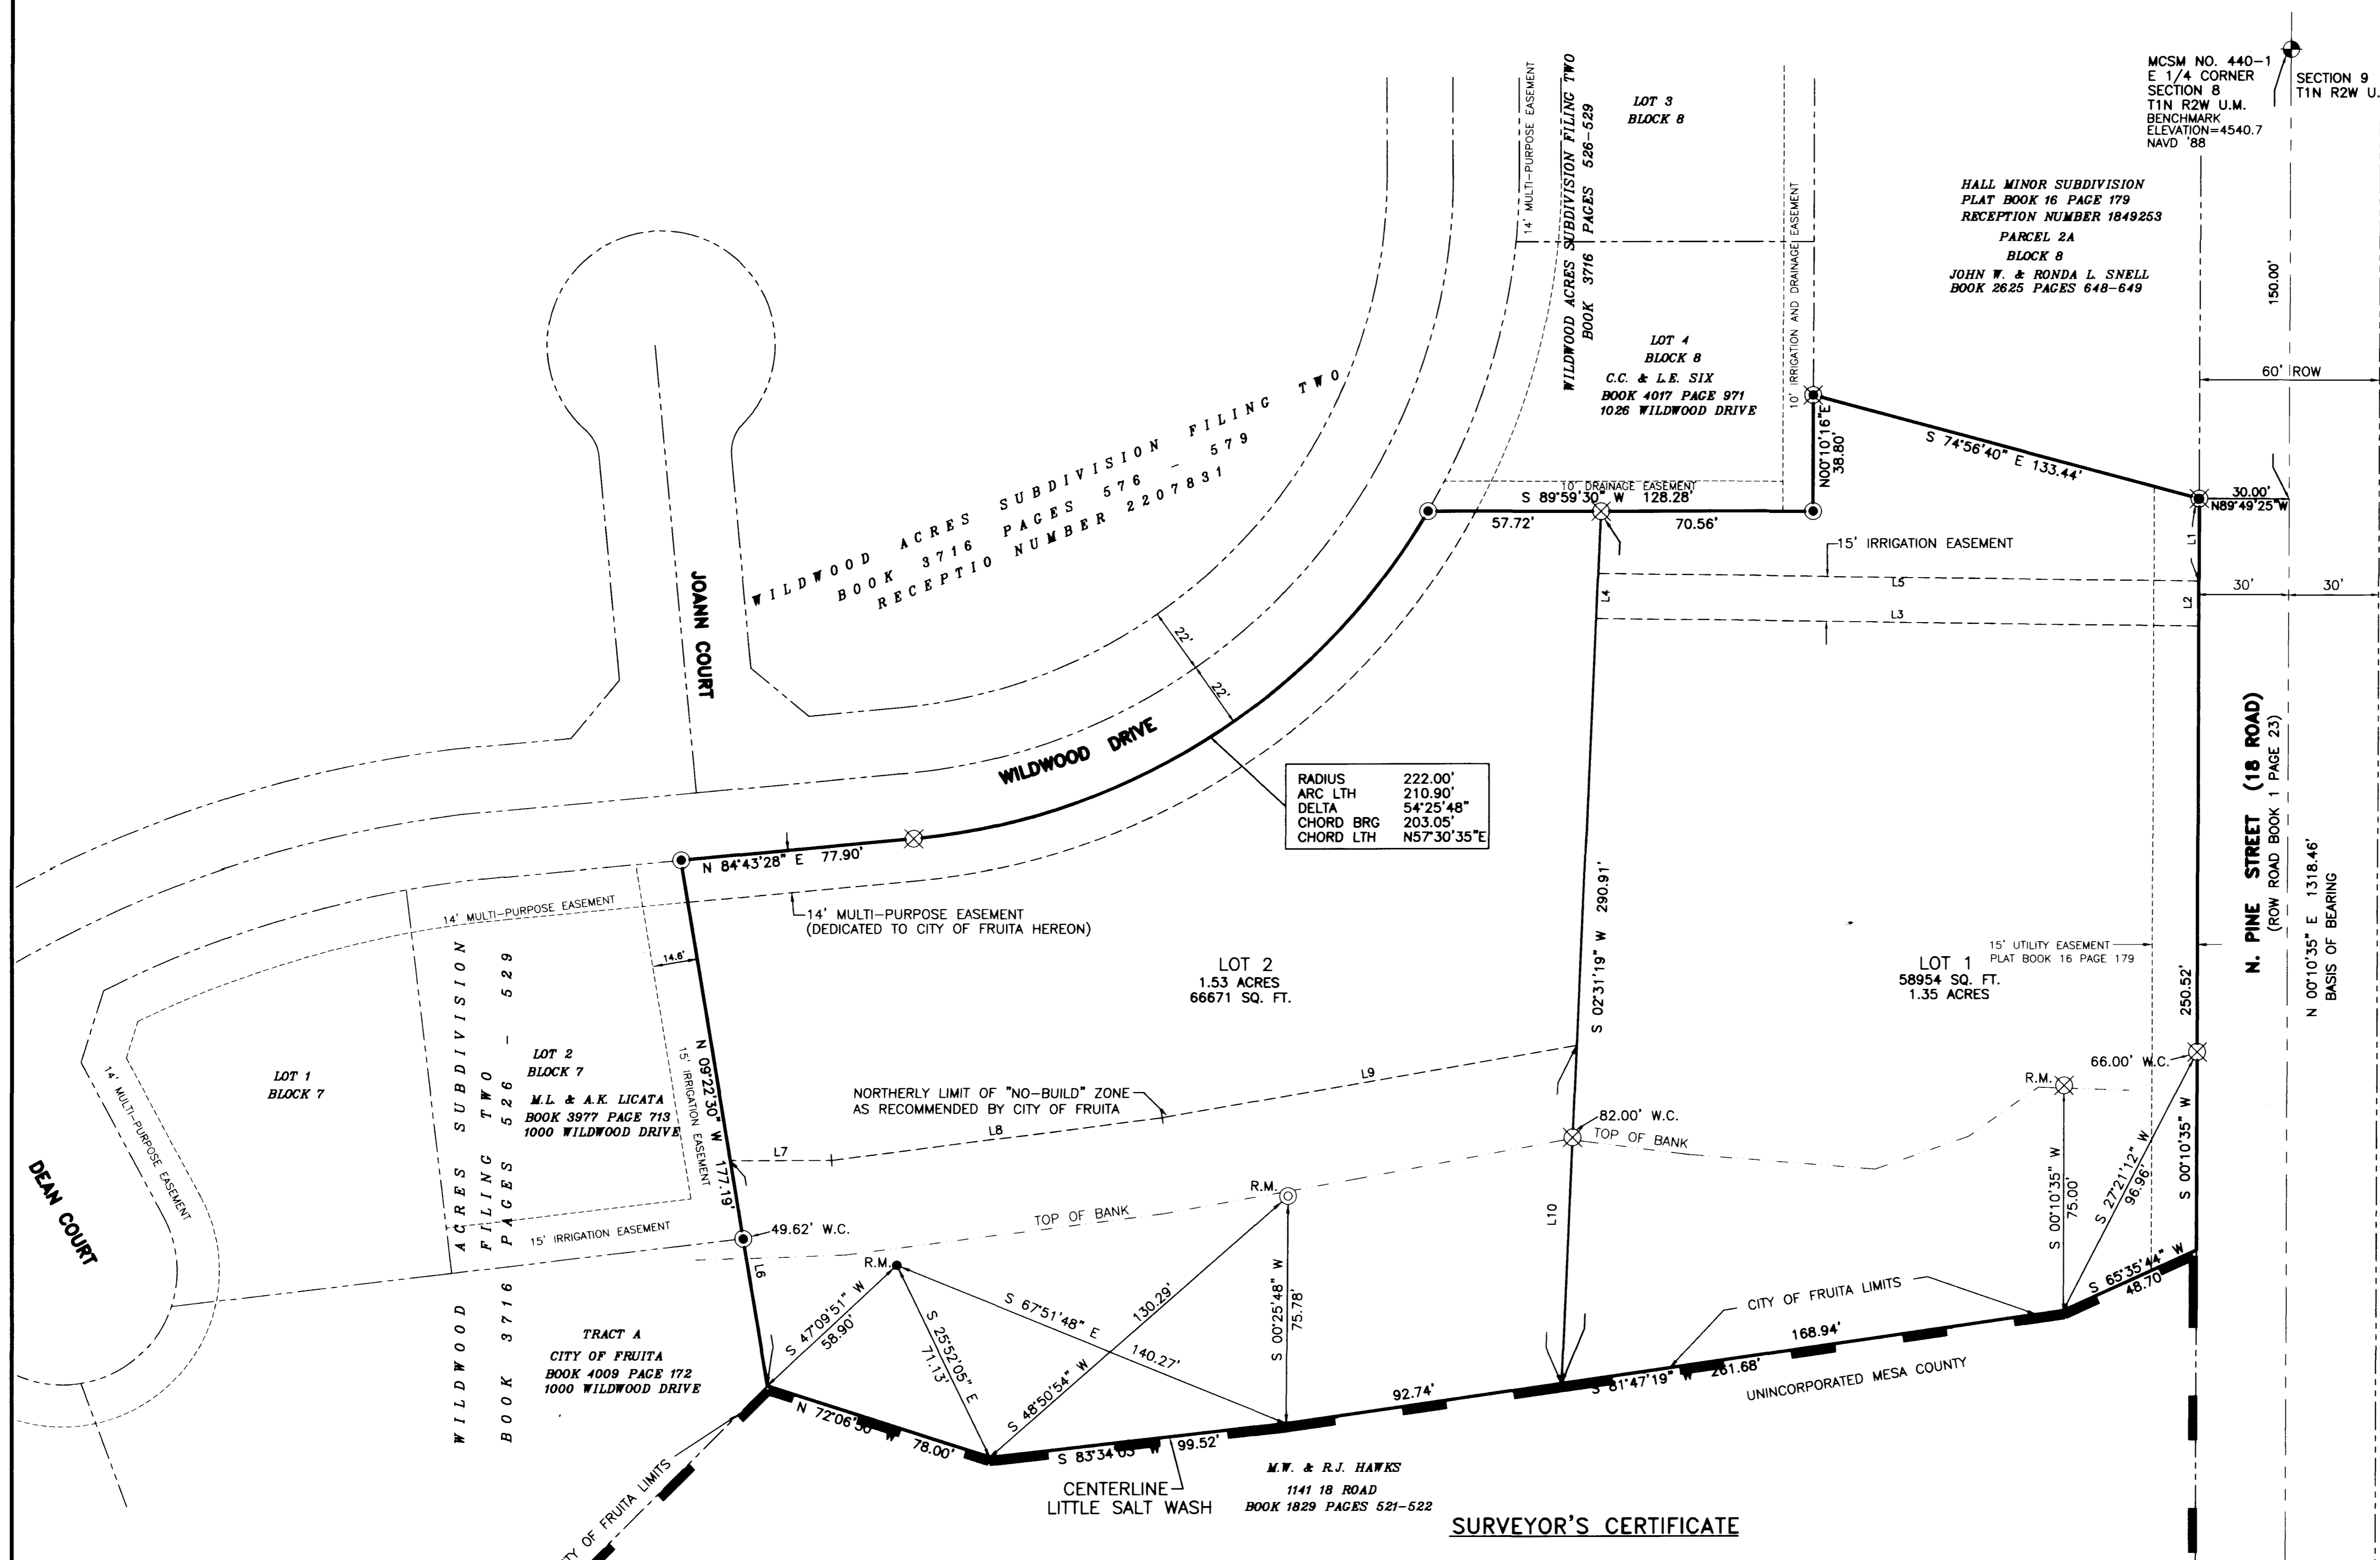 MCSM NO. 440-1
E 1/4 CORNER
SECTION 8
T1N R2W U.M.
BENCHMARK
ELEVATION=4540.7
NAVD '88
SECTION 9
T1N R2W U.
14' MULTI-PURPOSE EASEMENT
WILDWOOD ACRES SUBDIVISION FILING TWO
BOOK 3716 PAGES 526-529
LOT 3
BLOCK 8
10' IRRIGATION AND DRAINAGE EASEMENT
HALL MINOR SUBDIVISION
PLAT BOOK 16 PAGE 179
RECEPTION NUMBER 1849253
PARCEL 2A
BLOCK 8
JOHN W. & RONDA L. SNELL
BOOK 2625 PAGES 648-649
150.00'
60' ROW
LOT 4
BLOCK 8
C.C. & L.E. SIX
BOOK 4017 PAGE 971
1026 WILDWOOD DRIVE
N00°10'16"E
38.80'
S 74°56'40" E 133.44'
30.00'
N89°49'25"W
10' DRAINAGE EASEMENT
S 89°59'30" W 128.28'
57.72'
70.56'
15' IRRIGATION EASEMENT
L1
L5
L4
L2
L3
30'
30'
WILDWOOD ACRES SUBDIVISION FILING TWO
BOOK 3716 PAGES 576 - 579
RECEPTIO NUMBER 2207831
JOANN COURT
22'
22'
WILDWOOD DRIVE
RADIUS 222.00'
ARC LTH 210.90'
DELTA 54°25'48"
CHORD BRG 203.05'
CHORD LTH N57°30'35"E
N. PINE STREET (18 ROAD)
(ROW ROAD BOOK 1 PAGE 23)
N 00°10'35" E 1318.46'
BASIS OF BEARING
N 84°43'28" E 77.90'
14' MULTI-PURPOSE EASEMENT
14' MULTI-PURPOSE EASEMENT
(DEDICATED TO CITY OF FRUITA HEREON)
14.6'
S 02°31'19" W 290.91'
LOT 2
1.53 ACRES
66671 SQ. FT.
LOT 1
58954 SQ. FT.
1.35 ACRES
15' UTILITY EASEMENT
PLAT BOOK 16 PAGE 179
250.52'
WILDWOOD ACRES SUBDIVISION
FILING TWO
BOOK 3716 PAGES 526 - 529
LOT 1
BLOCK 7
14' MULTI-PURPOSE EASEMENT
DEAN COURT
LOT 2
BLOCK 7
M.L. & A.K. LICATA
BOOK 3977 PAGE 713
1000 WILDWOOD DRIVE
15' IRRIGATION EASEMENT
N 09°22'30" W 177.19'
NORTHERLY LIMIT OF "NO-BUILD" ZONE
AS RECOMMENDED BY CITY OF FRUITA
L7
L8
L9
82.00' W.C.
TOP OF BANK
66.00' W.C.
R.M.
S 00°10'35" W
75.00'
S 27°21'12" W
96.96'
S 00°10'35" W
15' IRRIGATION EASEMENT
49.62' W.C.
L6
TOP OF BANK
R.M.
R.M.
S 47°09'51" W
58.90'
S 25°52'05" E
71.13'
S 67°51'48" E
140.27'
130.29'
S 48°50'54" W
S 00°25'48" W
75.78'
L10
CITY OF FRUITA LIMITS
S 65°35'44" W
48.70
168.94'
92.74'
S 81°47'19" W 261.68'
UNINCORPORATED MESA COUNTY
TRACT A
CITY OF FRUITA
BOOK 4009 PAGE 172
1000 WILDWOOD DRIVE
N 72°06'50" W 78.00'
S 83°34'03" W 99.52'
CENTERLINE
LITTLE SALT WASH
M.W. & R.J. HAWKS
1141 18 ROAD
BOOK 1829 PAGES 521-522
OF FRUITA LIMITS
SURVEYOR'S CERTIFICATE